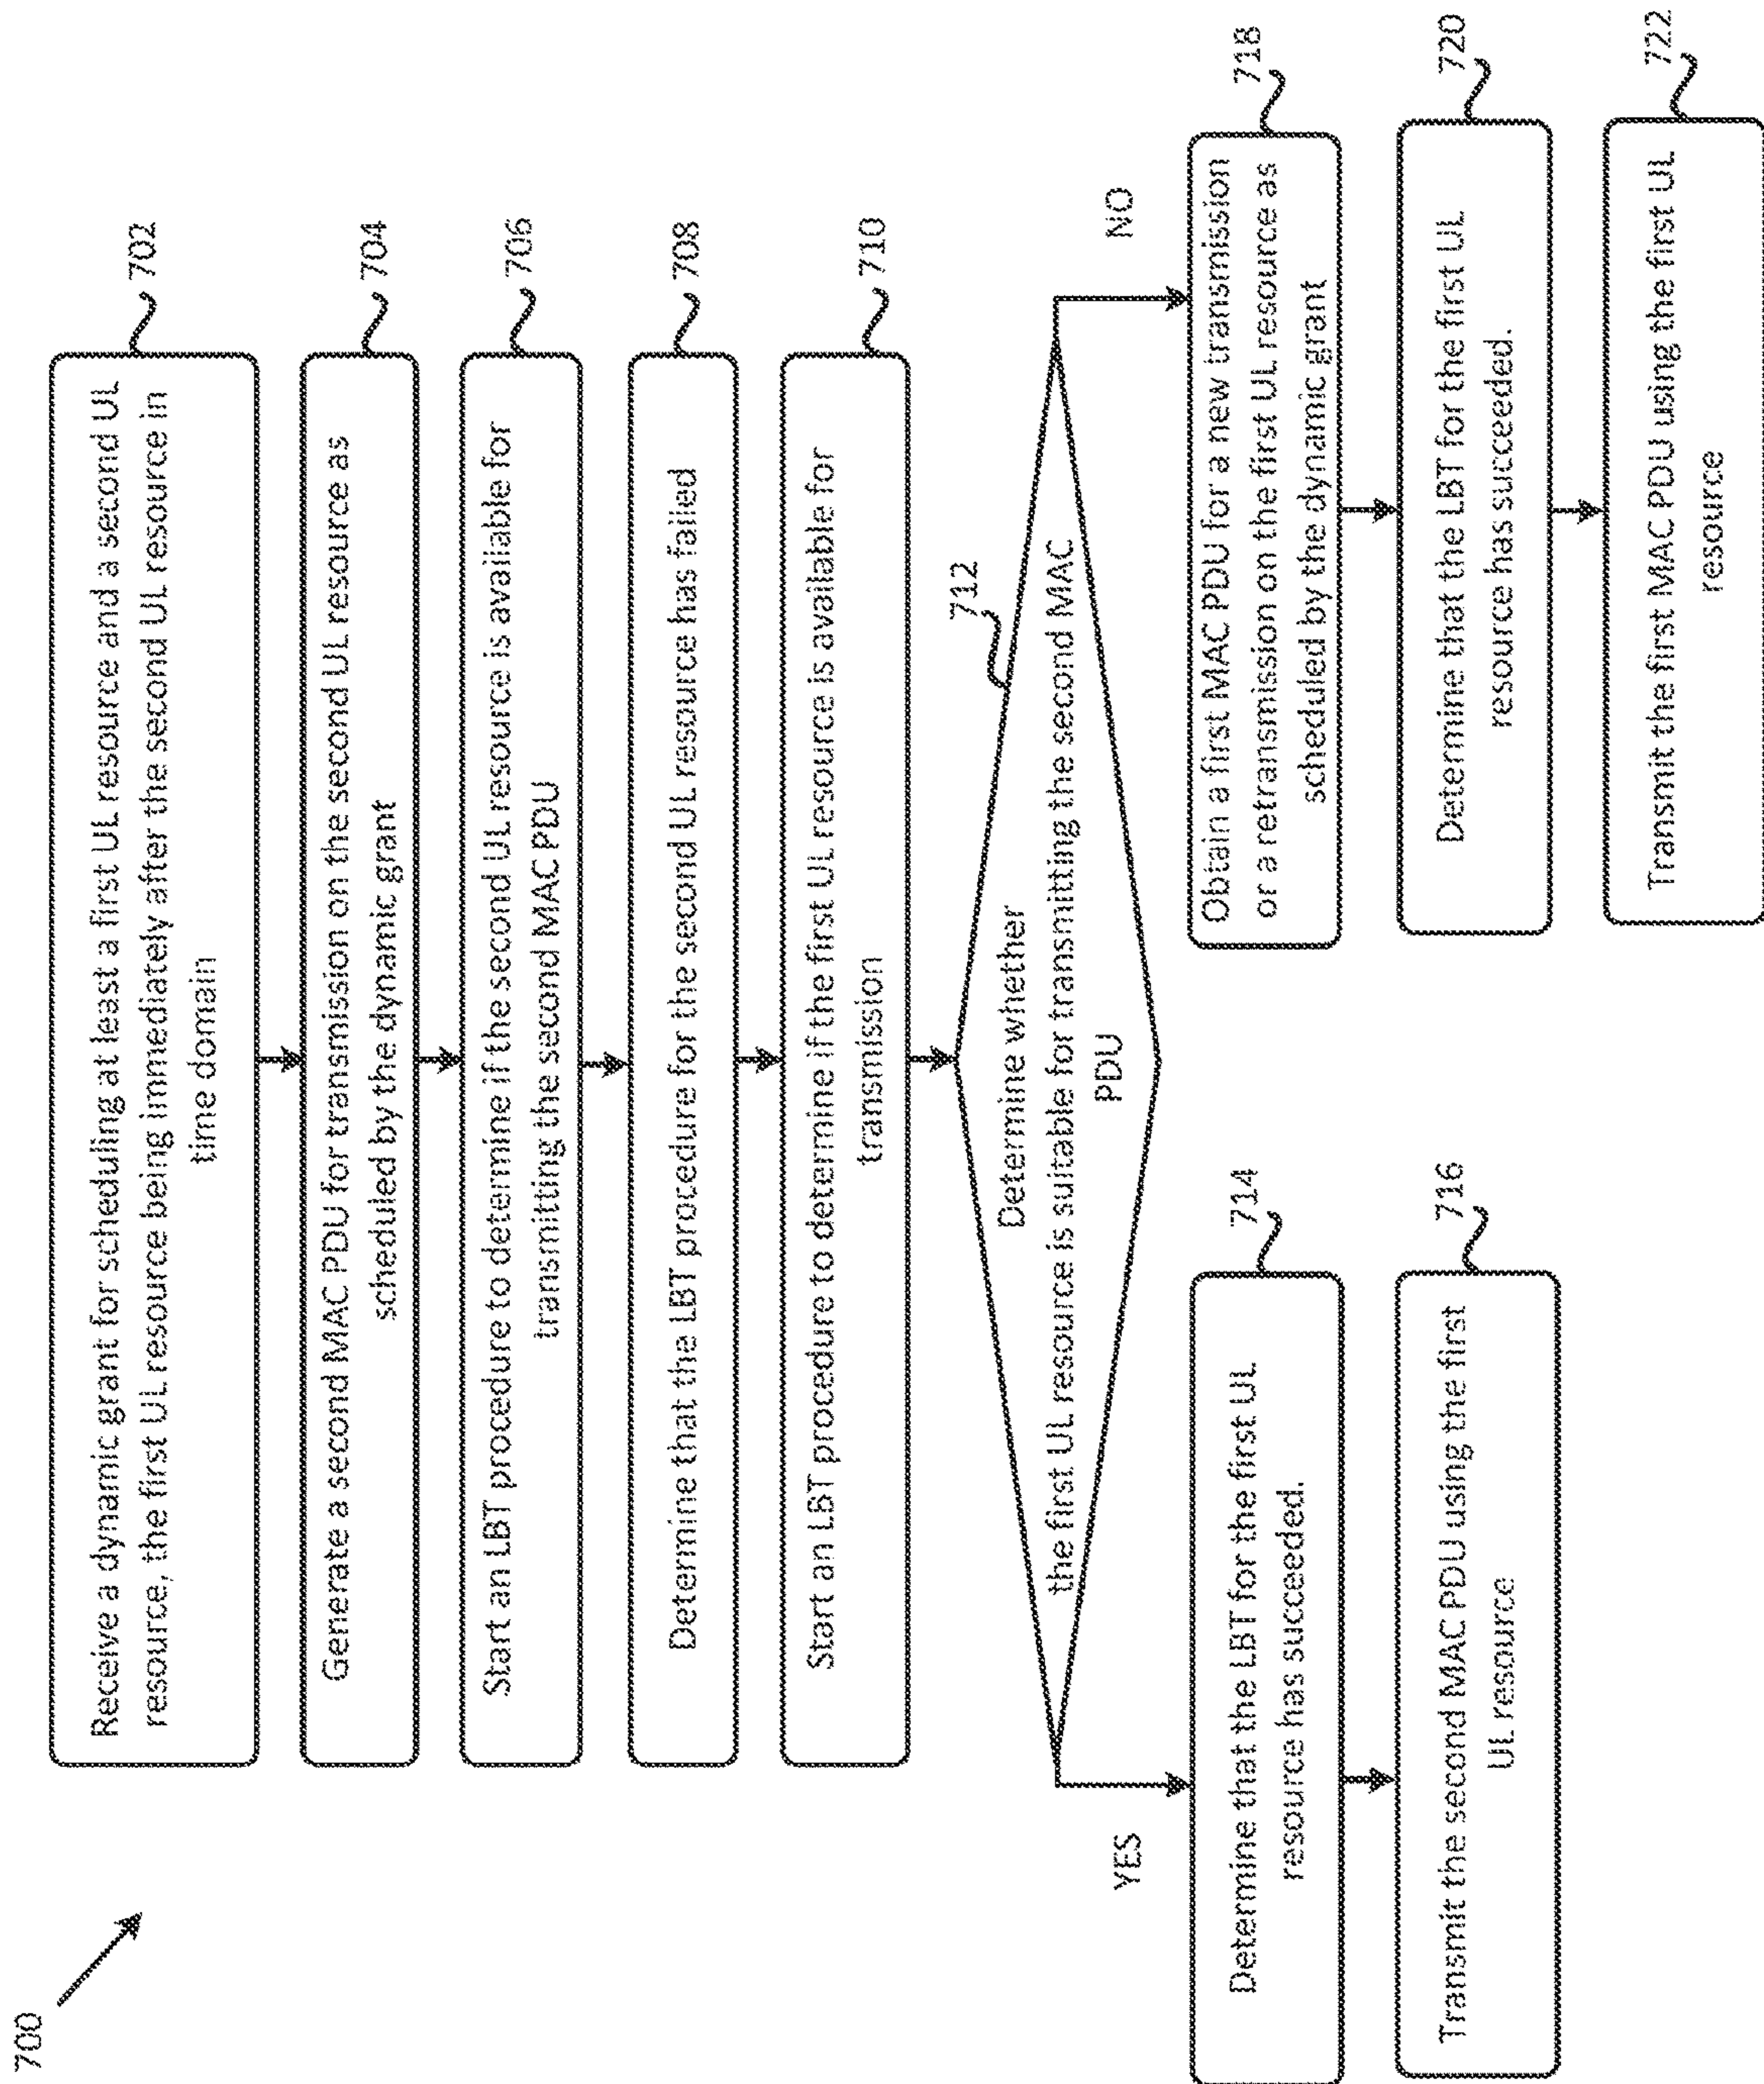 700
Receive a dynamic grant for scheduling at least a first UL resource and a second UL
resource, the first UL resource being immediately after the second UL resource in
time domain
702
Generate a second MAC PDU for transmission on the second UL resource as
scheduled by the dynamic grant
704
Start an LBT procedure to determine if the second UL resource is available for
transmitting the second MAC PDU
706
Determine that the LBT procedure for the second UL resource has failed
708
Start an LBT procedure to determine if the first UL resource is available for
transmission
710
Determine whether
the first UL resource is suitable for transmitting the second MAC
PDU
712
YES
NO
Determine that the LBT for the first UL
resource has succeeded.
714
Transmit the second MAC PDU using the first
UL resource
716
Obtain a first MAC PDU for a new transmission
or a retransmission on the first UL resource as
scheduled by the dynamic grant
718
Determine that the LBT for the first UL
resource has succeeded.
720
Transmit the first MAC PDU using the first UL
resource
722